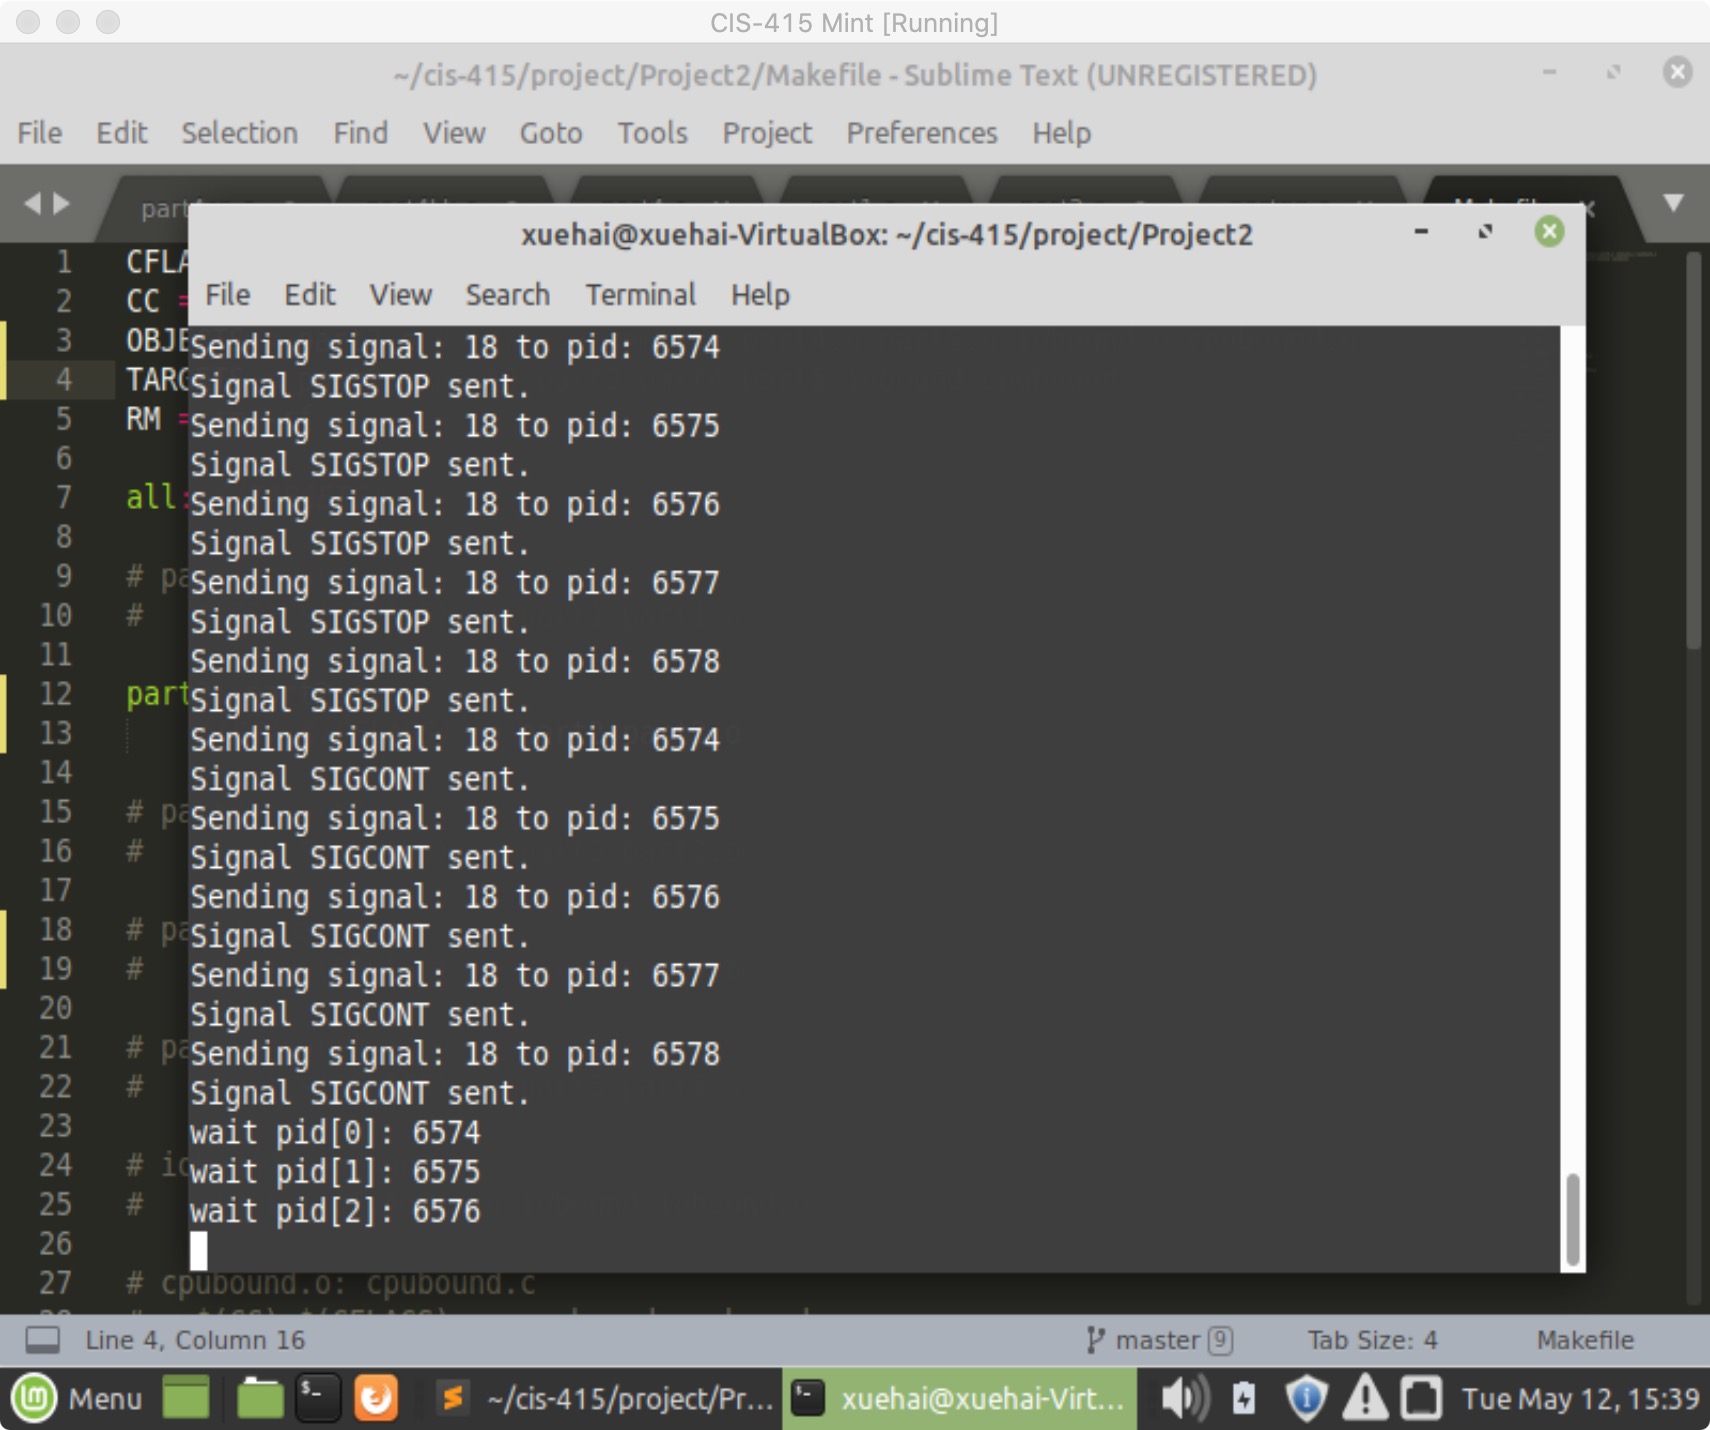 CIS-415 Mint [Running]
~/cis-415/project/Project2/Makefile - Sublime Text (UNREGISTERED)
File Edit Selection Find View Goto Tools Project Preferences Help
xuehai@xuehai-VirtualBox: ~/cis-415/project/Project2
File Edit View Search Terminal Help
1 CFLA
2 CC =
3 OBJE
4 TARG
5 RM =
6
7 all:
8
9 # pa
10 #
11
12 part
13
14
15 # pa
16 #
17
18 # pa
19 #
20
21 # pa
22 #
23
24 # io
25 #
26
27 # cpubound.o: cpubound.c
Sending signal: 18 to pid: 6574
Signal SIGSTOP sent.
Sending signal: 18 to pid: 6575
Signal SIGSTOP sent.
Sending signal: 18 to pid: 6576
Signal SIGSTOP sent.
Sending signal: 18 to pid: 6577
Signal SIGSTOP sent.
Sending signal: 18 to pid: 6578
Signal SIGSTOP sent.
Sending signal: 18 to pid: 6574
Signal SIGCONT sent.
Sending signal: 18 to pid: 6575
Signal SIGCONT sent.
Sending signal: 18 to pid: 6576
Signal SIGCONT sent.
Sending signal: 18 to pid: 6577
Signal SIGCONT sent.
Sending signal: 18 to pid: 6578
Signal SIGCONT sent.
wait pid[0]: 6574
wait pid[1]: 6575
wait pid[2]: 6576
Line 4, Column 16 master 9 Tab Size: 4 Makefile
Menu ~/cis-415/project/Pr... xuehai@xuehai-Virt... Tue May 12, 15:39